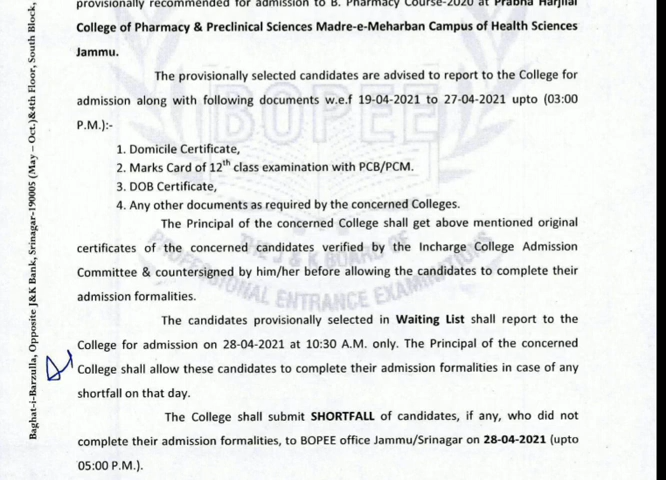 provisionally recommended for admission to B. Pharmacy Course-2020 at Prabha Harjilal
College of Pharmacy & Preclinical Sciences Madre-e-Meharban Campus of Health Sciences
Jammu.
The provisionally selected candidates are advised to report to the College for
admission along with following documents w.e.f 19-04-2021 to 27-04-2021 upto (03:00
P.M.):-
1. Domicile Certificate,
2. Marks Card of 12th class examination with PCB/PCM.
3. DOB Certificate,
4. Any other documents as required by the concerned Colleges.
The Principal of the concerned College shall get above mentioned original
certificates of the concerned candidates verified by the Incharge College Admission
Committee & countersigned by him/her before allowing the candidates to complete their
admission formalities.
The candidates provisionally selected in Waiting List shall report to the
College for admission on 28-04-2021 at 10:30 A.M. only. The Principal of the concerned
College shall allow these candidates to complete their admission formalities in case of any
shortfall on that day.
The College shall submit SHORTFALL of candidates, if any, who did not
complete their admission formalities, to BOPEE office Jammu/Srinagar on 28-04-2021 (upto
05:00 P.M.).
Baghat-i-Barzulla, Opposite J&K Bank, Srinagar-190005 (May – Oct.)&4th Floor, South Block,
BOPEE
THE J & K BOARD OF
PROFESSIONAL ENTRANCE EXAMINATIONS